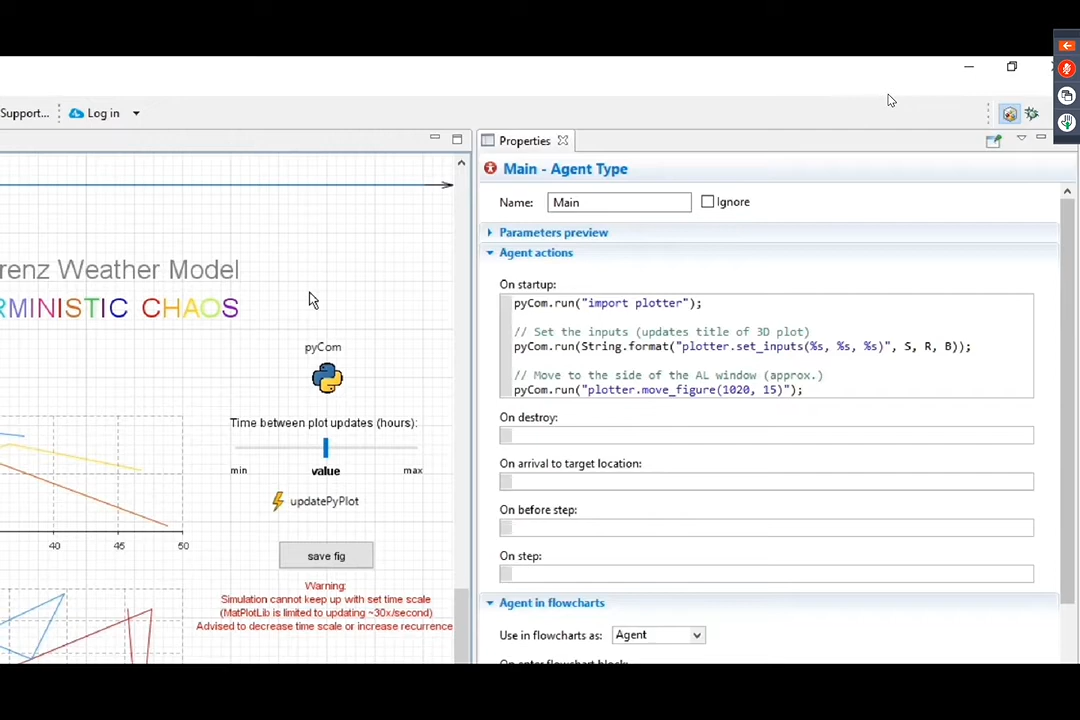 Support...
Log in
Properties
Main - Agent Type
Name:
Main
Ignore
Parameters preview
Agent actions
On startup:
pyCom.run("import plotter");
// Set the inputs (updates title of 3D plot)
pyCom.run(String.format("plotter.set_inputs(%s, %s, %s)", S, R, B));
// Move to the side of the AL window (approx.)
pyCom.run("plotter.move_figure(1020, 15)");
On destroy:
On arrival to target location:
On before step:
On step:
Agent in flowcharts
Use in flowcharts as:
Agent
renz Weather Model
RMINISTIC CHAOS
pyCom
Time between plot updates (hours):
min
value
max
updatePyPlot
save fig
40
45
50
Warning:
Simulation cannot keep up with set time scale
(MatPlotLib is limited to updating ~30x/second)
Advised to decrease time scale or increase recurrence